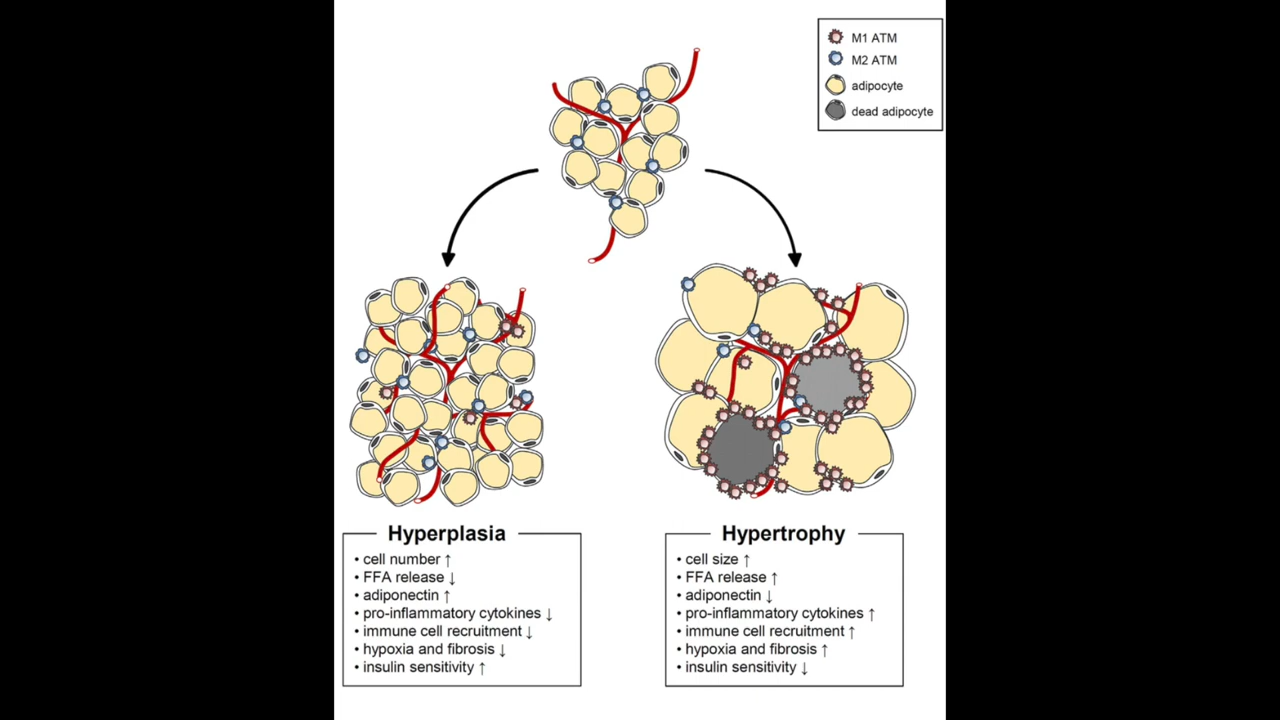 M1 ATM
M2 ATM
adipocyte
dead adipocyte
Hyperplasia
• cell number ↑
• FFA release ↓
• adiponectin ↑
• pro-inflammatory cytokines ↓
• immune cell recruitment ↓
• hypoxia and fibrosis ↓
• insulin sensitivity ↑
Hypertrophy
• cell size ↑
• FFA release ↑
• adiponectin ↓
• pro-inflammatory cytokines ↑
• immune cell recruitment ↑
• hypoxia and fibrosis ↑
• insulin sensitivity ↓